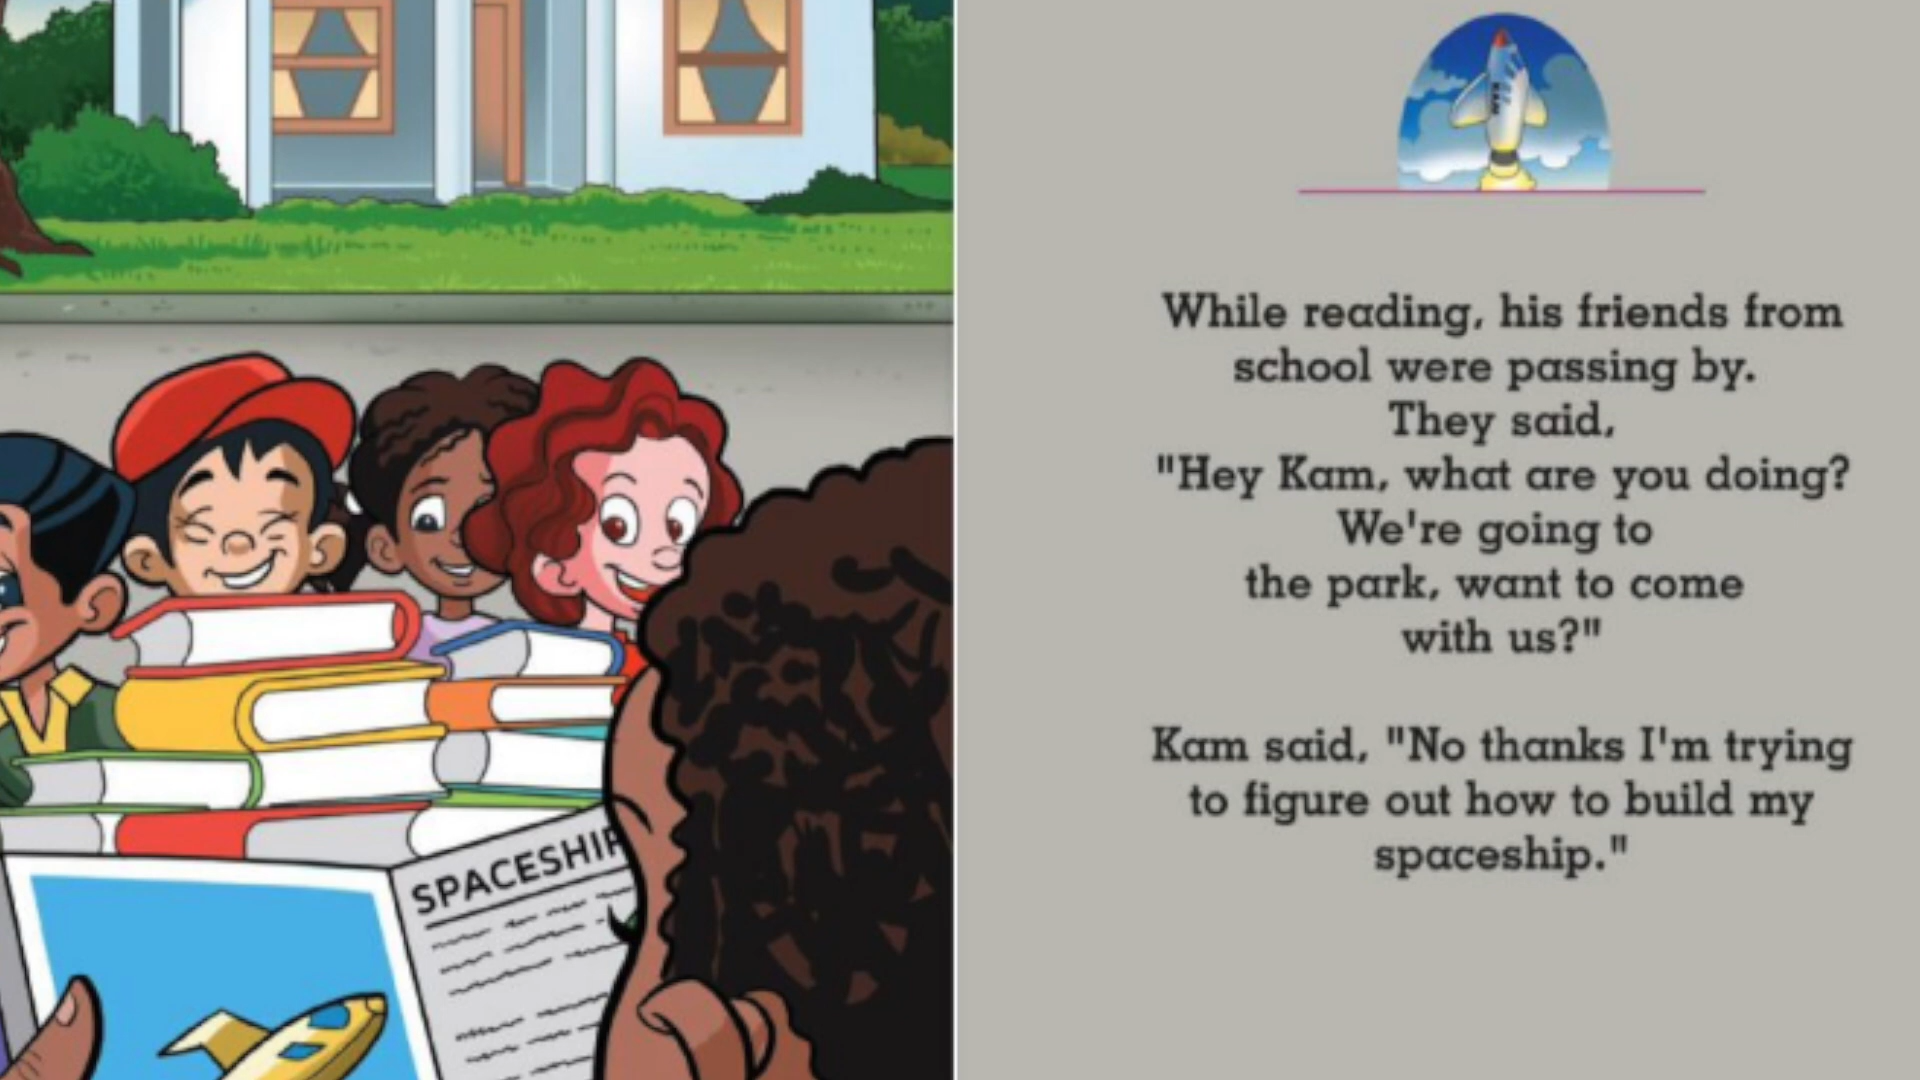 While reading, his friends from
school were passing by.
They said,
"Hey Kam, what are you doing?
We're going to
the park, want to come
with us?"
Kam said, "No thanks I'm trying
to figure out how to build my
spaceship."
SPACESHIP
KAM